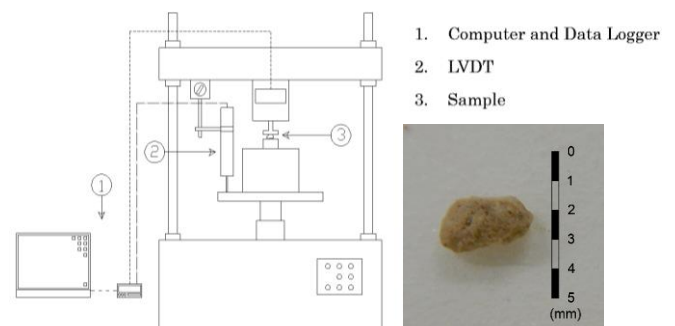 1. Computer and Data Logger
2. LVDT
3. Sample
1
2
3
0
1
2
3
4
5
(mm)